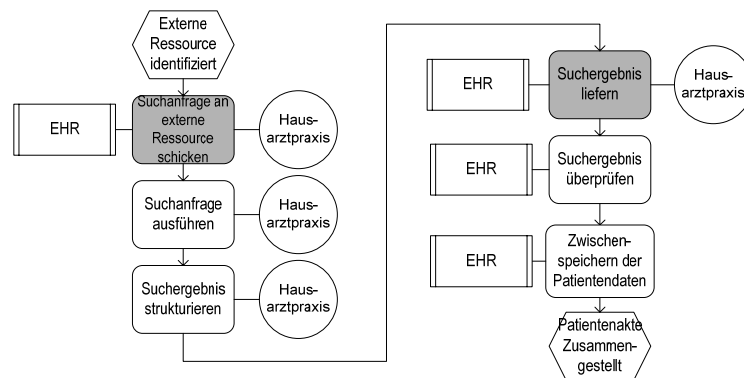 Externe
Ressource
identifiziert
EHR
Suchanfrage an
externe
Ressource
schicken
Haus-
arztpraxis
Suchanfrage
ausführen
Haus-
arztpraxis
Suchergebnis
strukturieren
Haus-
arztpraxis
EHR
Suchergebnis
liefern
Haus-
arztpraxis
EHR
Suchergebnis
überprüfen
EHR
Zwischen-
speichern der
Patientendaten
Patientenakte
Zusammen-
gestellt